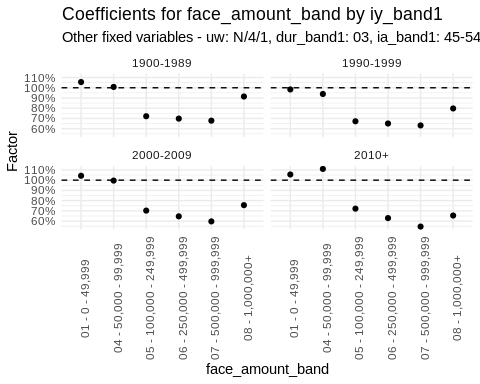 Coefficients for face_amount_band by iy_band1
Other fixed variables - uw: N/4/1, dur_band1: 03, ia_band1: 45-54
1900-1989
1990-1999
110%
100%
90%
80%
70%
60%
2000-2009
2010+
110%
100%
90%
80%
70%
60%
Factor
01 - 0 - 49,999
04 - 50,000 - 99,999
05 - 100,000 - 249,999
06 - 250,000 - 499,999
07 - 500,000 - 999,999
08 - 1,000,000+
01 - 0 - 49,999
04 - 50,000 - 99,999
05 - 100,000 - 249,999
06 - 250,000 - 499,999
07 - 500,000 - 999,999
08 - 1,000,000+
face_amount_band